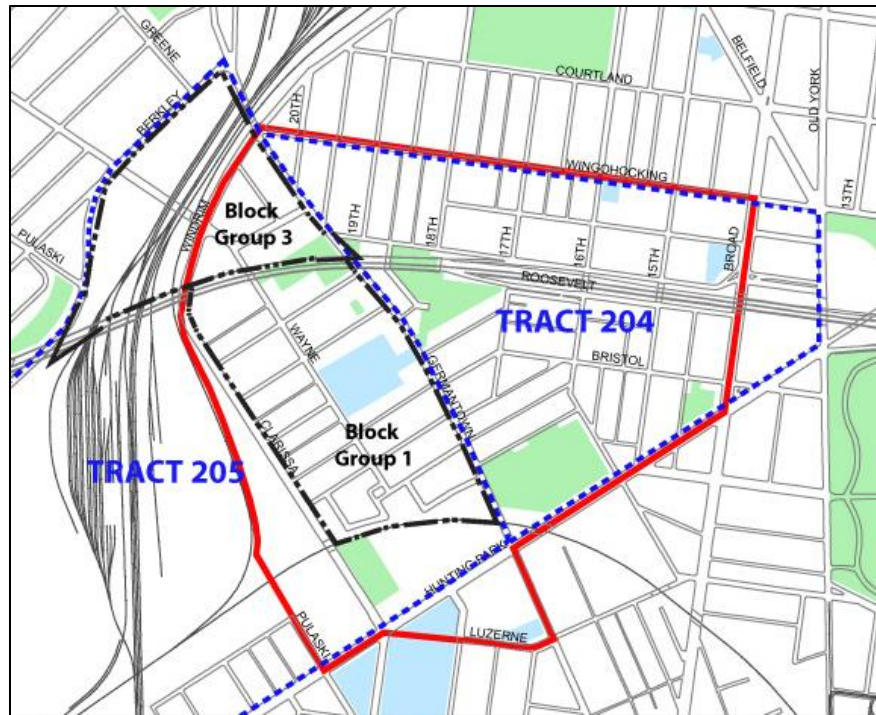 GREENE
BELFIELD
OLD YORK
COURTLAND
BERKLEY
20TH
WINGOHOCKING
13TH
WINDRIM
Block
Group 3
19TH
18TH
17TH
16TH
15TH
BROAD
PULASKI
ROOSEVELT
TRACT 204
WAYNE
BRISTOL
GERMANTOWN
CLARISSA
Block
Group 1
TRACT 205
HUNTING PARK
PULASKI
LUZERNE